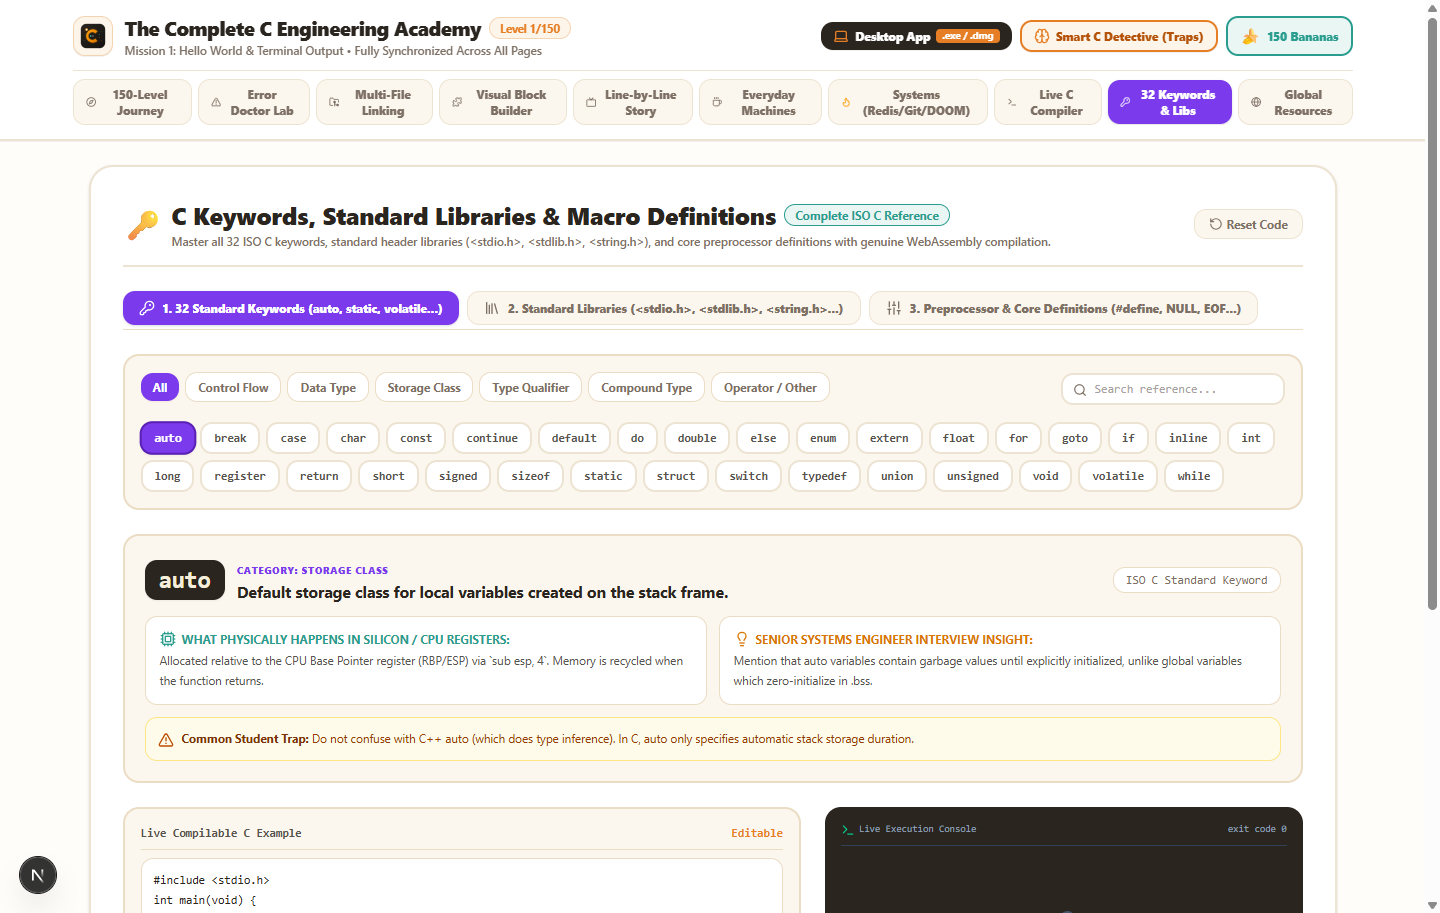 The Complete C Engineering Academy
Level 1/150
Mission 1: Hello World & Terminal Output • Fully Synchronized Across All Pages
Desktop App .exe / .dmg
Smart C Detective (Traps)
150 Bananas
150-Level Journey
Error Doctor Lab
Multi-File Linking
Visual Block Builder
Line-by-Line Story
Everyday Machines
Systems (Redis/Git/DOOM)
Live C Compiler
32 Keywords & Libs
Global Resources
C Keywords, Standard Libraries & Macro Definitions
Complete ISO C Reference
Master all 32 ISO C keywords, standard header libraries (<stdio.h>, <stdlib.h>, <string.h>), and core preprocessor definitions with genuine WebAssembly compilation.
Reset Code
1. 32 Standard Keywords (auto, static, volatile...)
2. Standard Libraries (<stdio.h>, <stdlib.h>, <string.h>...)
3. Preprocessor & Core Definitions (#define, NULL, EOF...)
All Control Flow Data Type Storage Class Type Qualifier Compound Type Operator / Other
Search reference...
auto break case char const continue default do double else enum extern float for goto if inline int
long register return short signed sizeof static struct switch typedef union unsigned void volatile while
auto
CATEGORY: STORAGE CLASS
Default storage class for local variables created on the stack frame.
ISO C Standard Keyword
WHAT PHYSICALLY HAPPENS IN SILICON / CPU REGISTERS:
Allocated relative to the CPU Base Pointer register (RBP/ESP) via `sub esp, 4`. Memory is recycled when
the function returns.
SENIOR SYSTEMS ENGINEER INTERVIEW INSIGHT:
Mention that auto variables contain garbage values until explicitly initialized, unlike global variables
which zero-initialize in .bss.
Common Student Trap: Do not confuse with C++ auto (which does type inference). In C, auto only specifies automatic stack storage duration.
Live Compilable C Example
Editable
#include <stdio.h>
int main(void) {
Live Execution Console
exit code 0